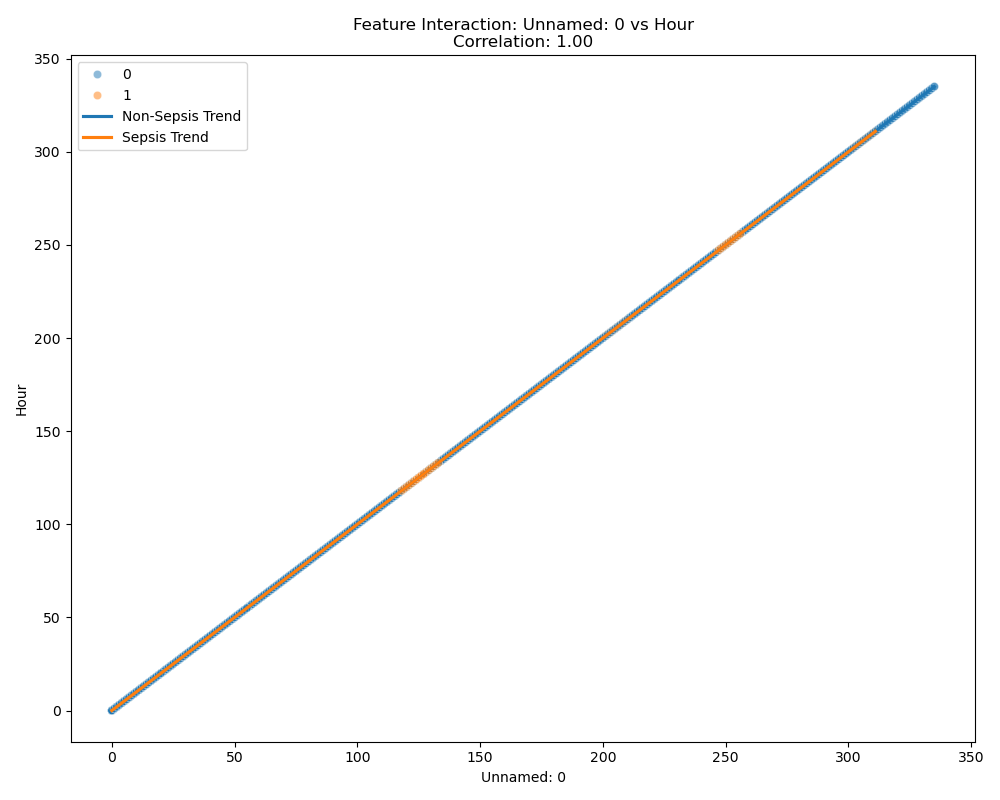 Feature Interaction: Unnamed: 0 vs Hour
Correlation: 1.00
0
1
Non-Sepsis Trend
Sepsis Trend
350
300
250
200
150
100
50
0
Hour
0 50 100 150 200 250 300 350
Unnamed: 0